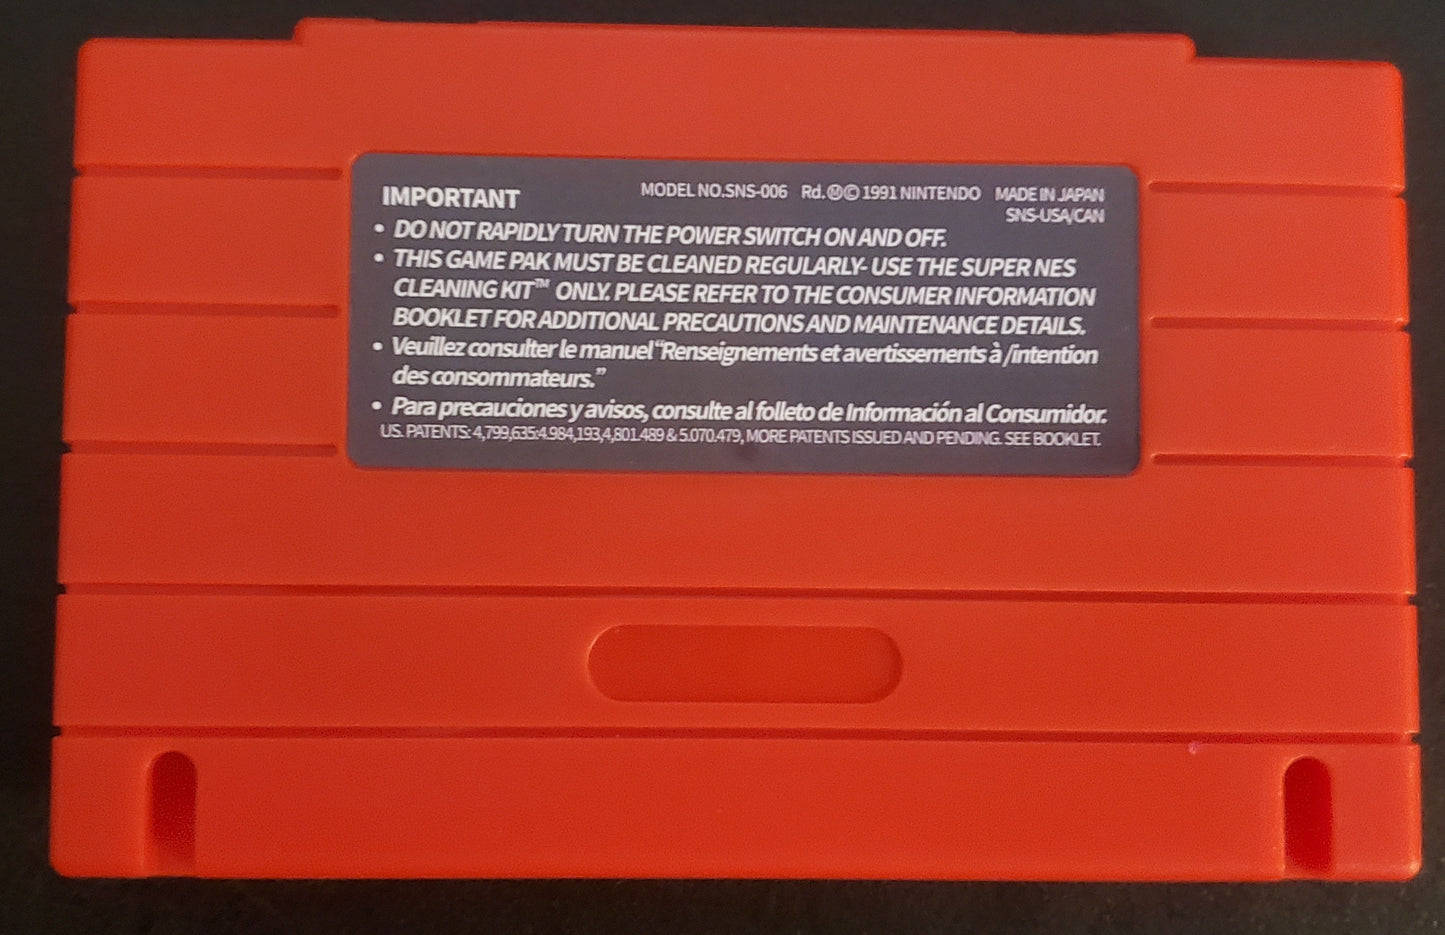 IMPORTANT MODEL NO.SNS-006 Rd.Ⓜ© 1991 NINTENDO MADE IN JAPAN
SNS-USA/CAN
• DO NOT RAPIDLY TURN THE POWER SWITCH ON AND OFF.
• THIS GAME PAK MUST BE CLEANED REGULARLY- USE THE SUPER NES
CLEANING KIT™ ONLY. PLEASE REFER TO THE CONSUMER INFORMATION
BOOKLET FOR ADDITIONAL PRECAUTIONS AND MAINTENANCE DETAILS.
• Veuillez consulter le manuel “Renseignements et avertissements à /intention
des consommateurs.”
• Para precauciones y avisos, consulte al folleto de Información al Consumidor.
US. PATENTS: 4,799,635:4.984,193,4,801.489 & 5.070.479, MORE PATENTS ISSUED AND PENDING. SEE BOOKLET.